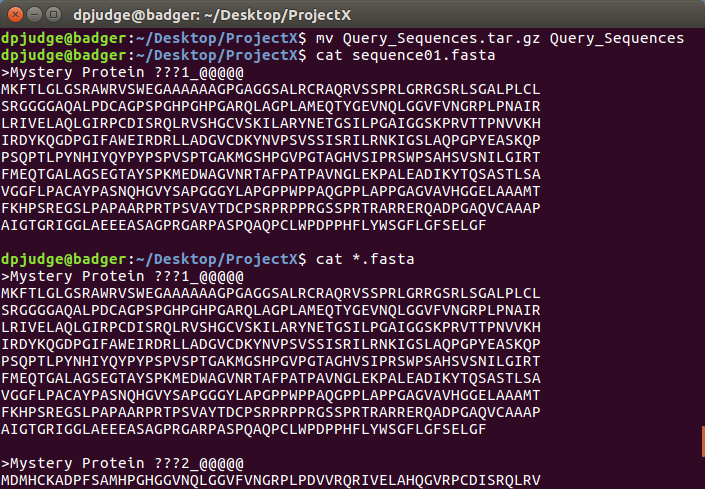 dpjudge@badger: ~/Desktop/ProjectX
dpjudge@badger:~/Desktop/ProjectX$ mv Query_Sequences.tar.gz Query_Sequences
dpjudge@badger:~/Desktop/ProjectX$ cat sequence01.fasta
>Mystery Protein ???1_@@@@@
MKFTLGLGSRAWRVSWEGAAAAAAGPGAGGSALRCRAQRVSSPRLGRRGSRLSGALPLCL
SRGGGGAQALPDCAGPSPGHPGHPGARQLAGPLAMEQTYGEVNQLGGVFVNGRPLPNAIR
LRIVELAQLGIRPCDISRQLRVSHGCVSKILARYNETGSILPGAIGGSKPRVTTPNVVKH
IRDYKQGDPGIFAWEIRDRLLADGVCDKYNVPSVSSISRILRNKIGSLAQPGPYEASKQP
PSQPTLPYNHIYQYPYPSPVSPTGAKMGSHPGVPGTAGHVSIPRSWPSAHSVSNILGIRT
FMEQTGALAGSEGTAYSPKMEDWAGVNRTAFPATPAVNGLEKPALEADIKYTQSASTLSA
VGGFLPACAYPASNQHGVYSAPGGGYLAPGPPWPPAQGPPLAPPGAGVAVHGGELAAAMT
FKHPSREGSLPAPAARPRTPSVAYTDCPSRPRPPRGSSPRTRARRERQADPGAQVCAAAP
AIGTGRIGGLAEEEASAGPRGARPASPQAQPCLWPDPPHFLYWSGFLGFSELGF
dpjudge@badger:~/Desktop/ProjectX$ cat *.fasta
>Mystery Protein ???1_@@@@@
MKFTLGLGSRAWRVSWEGAAAAAAGPGAGGSALRCRAQRVSSPRLGRRGSRLSGALPLCL
SRGGGGAQALPDCAGPSPGHPGHPGARQLAGPLAMEQTYGEVNQLGGVFVNGRPLPNAIR
LRIVELAQLGIRPCDISRQLRVSHGCVSKILARYNETGSILPGAIGGSKPRVTTPNVVKH
IRDYKQGDPGIFAWEIRDRLLADGVCDKYNVPSVSSISRILRNKIGSLAQPGPYEASKQP
PSQPTLPYNHIYQYPYPSPVSPTGAKMGSHPGVPGTAGHVSIPRSWPSAHSVSNILGIRT
FMEQTGALAGSEGTAYSPKMEDWAGVNRTAFPATPAVNGLEKPALEADIKYTQSASTLSA
VGGFLPACAYPASNQHGVYSAPGGGYLAPGPPWPPAQGPPLAPPGAGVAVHGGELAAAMT
FKHPSREGSLPAPAARPRTPSVAYTDCPSRPRPPRGSSPRTRARRERQADPGAQVCAAAP
AIGTGRIGGLAEEEASAGPRGARPASPQAQPCLWPDPPHFLYWSGFLGFSELGF
>Mystery Protein ???2_@@@@@
MDMHCKADPFSAMHPGHGGVNQLGGVFVNGRPLPDVVRQRIVELAHQGVRPCDISRQLRV